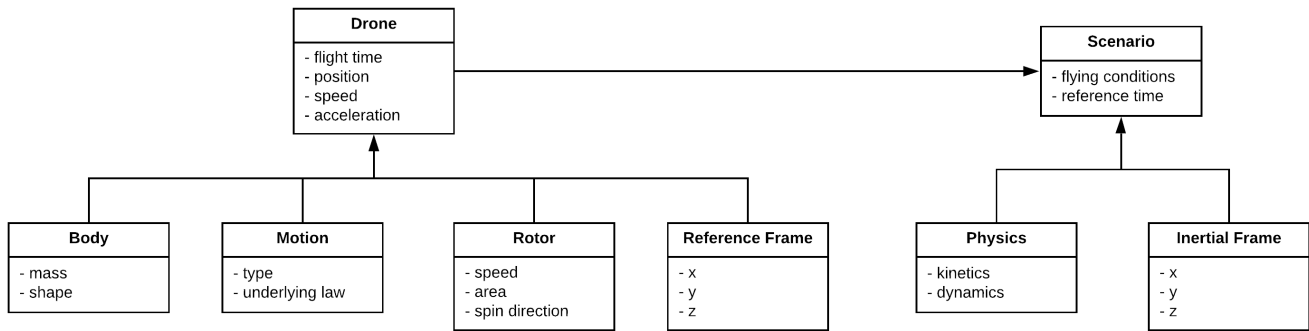 Drone
- flight time
- position
- speed
- acceleration
Scenario
- flying conditions
- reference time
Body
- mass
- shape
Motion
- type
- underlying law
Rotor
- speed
- area
- spin direction
Reference Frame
- x
- y
- z
Physics
- kinetics
- dynamics
Inertial Frame
- x
- y
- z